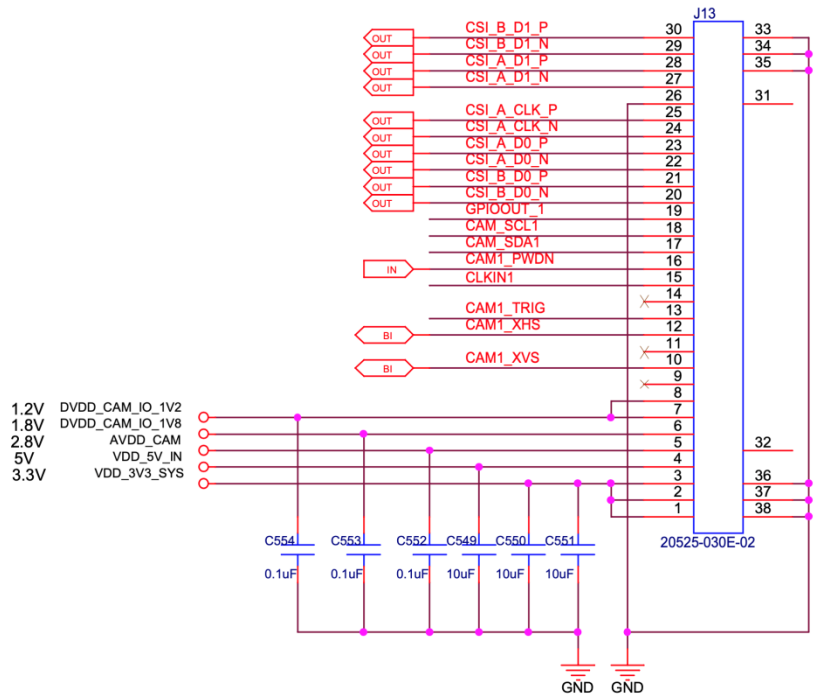 J13
CSI_B_D1_P 30 33
OUT
CSI_B_D1_N 29 34
OUT
CSI_A_D1_P 28 35
OUT
CSI_A_D1_N 27
OUT
26 31
CSI_A_CLK_P 25
OUT
CSI_A_CLK_N 24
OUT
CSI_A_D0_P 23
OUT
CSI_A_D0_N 22
OUT
CSI_B_D0_P 21
OUT
CSI_B_D0_N 20
OUT
GPIOOUT_1 19
CAM_SCL1 18
CAM_SDA1 17
CAM1_PWDN 16
IN
CLKIN1 15
14
CAM1_TRIG 13
CAM1_XHS 12
BI
11
CAM1_XVS 10
BI
9
8
1.2V DVDD_CAM_IO_1V2 7
1.8V DVDD_CAM_IO_1V8 6
2.8V AVDD_CAM 5 32
5V VDD_5V_IN 4
3.3V VDD_3V3_SYS 3 36
2 37
1 38
C554 C553 C552 C549 C550 C551 20525-030E-02
0.1uF 0.1uF 0.1uF 10uF 10uF 10uF
GND GND